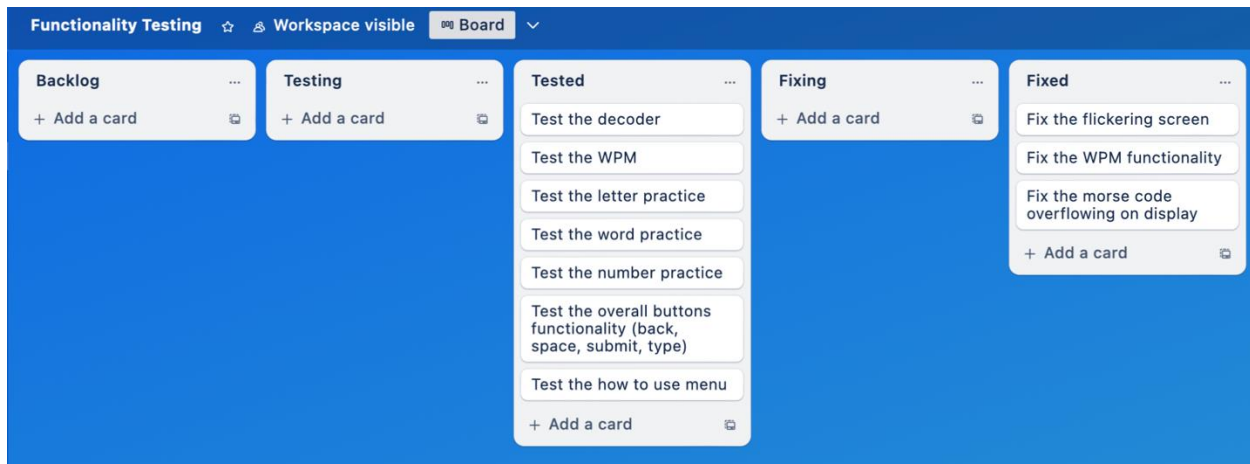 Functionality Testing Workspace visible Board
Backlog
+ Add a card
Testing
+ Add a card
Tested
Test the decoder
Test the WPM
Test the letter practice
Test the word practice
Test the number practice
Test the overall buttons
functionality (back,
space, submit, type)
Test the how to use menu
+ Add a card
Fixing
+ Add a card
Fixed
Fix the flickering screen
Fix the WPM functionality
Fix the morse code
overflowing on display
+ Add a card